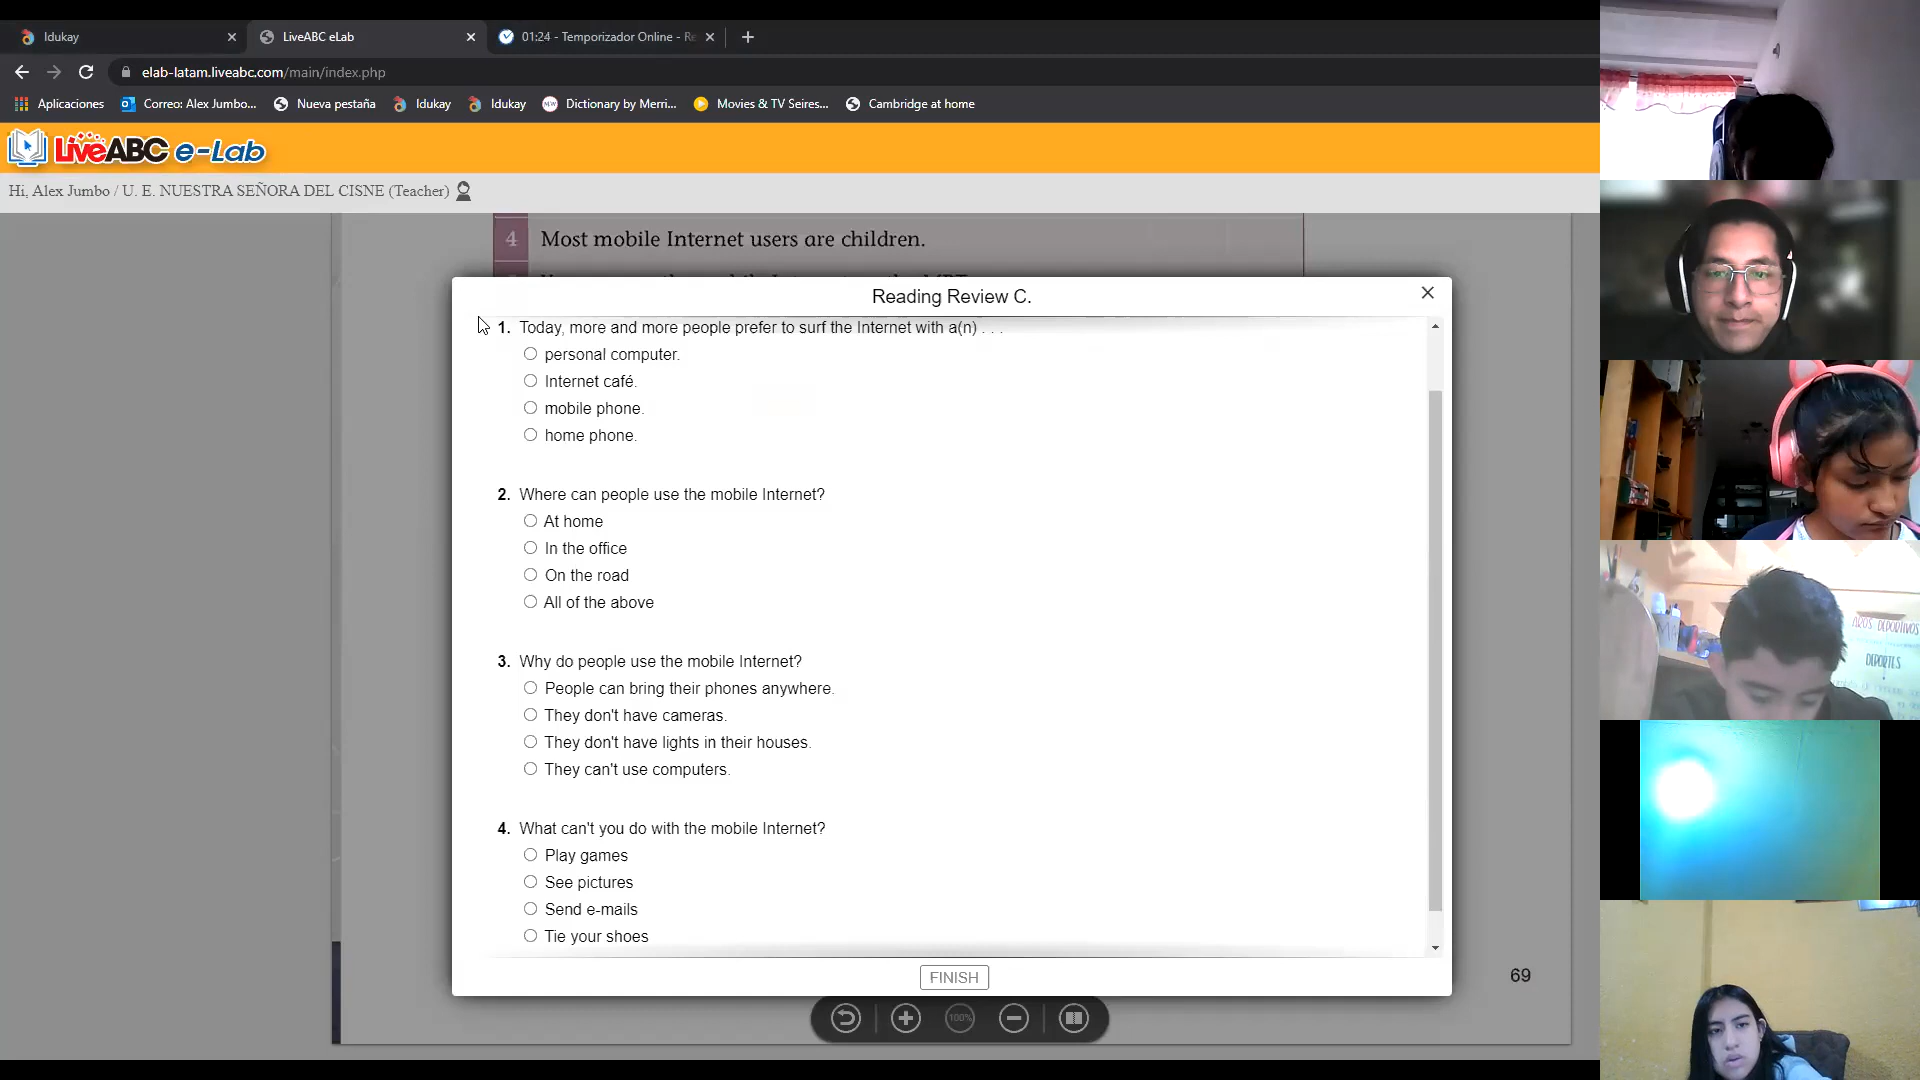 Idukay
LiveABC eLab
01:24 - Temporizador Online - Re
elab-latam.liveabc.com/main/index.php
Aplicaciones
Correo: Alex Jumbo...
Nueva pestaña
Idukay
Idukay
Dictionary by Merri...
Movies & TV Seires...
Cambridge at home
LiveABC e-Lab
Hi, Alex Jumbo / U. E. NUESTRA SEÑORA DEL CISNE (Teacher)
4 Most mobile Internet users are children.
Reading Review C.
1. Today, more and more people prefer to surf the Internet with a(n) . . .
personal computer.
Internet café.
mobile phone.
home phone.
2. Where can people use the mobile Internet?
At home
In the office
On the road
All of the above
3. Why do people use the mobile Internet?
People can bring their phones anywhere.
They don't have cameras.
They don't have lights in their houses.
They can't use computers.
4. What can't you do with the mobile Internet?
Play games
See pictures
Send e-mails
Tie your shoes
FINISH
69
100%
DEPORTIVOS
DEPORTES